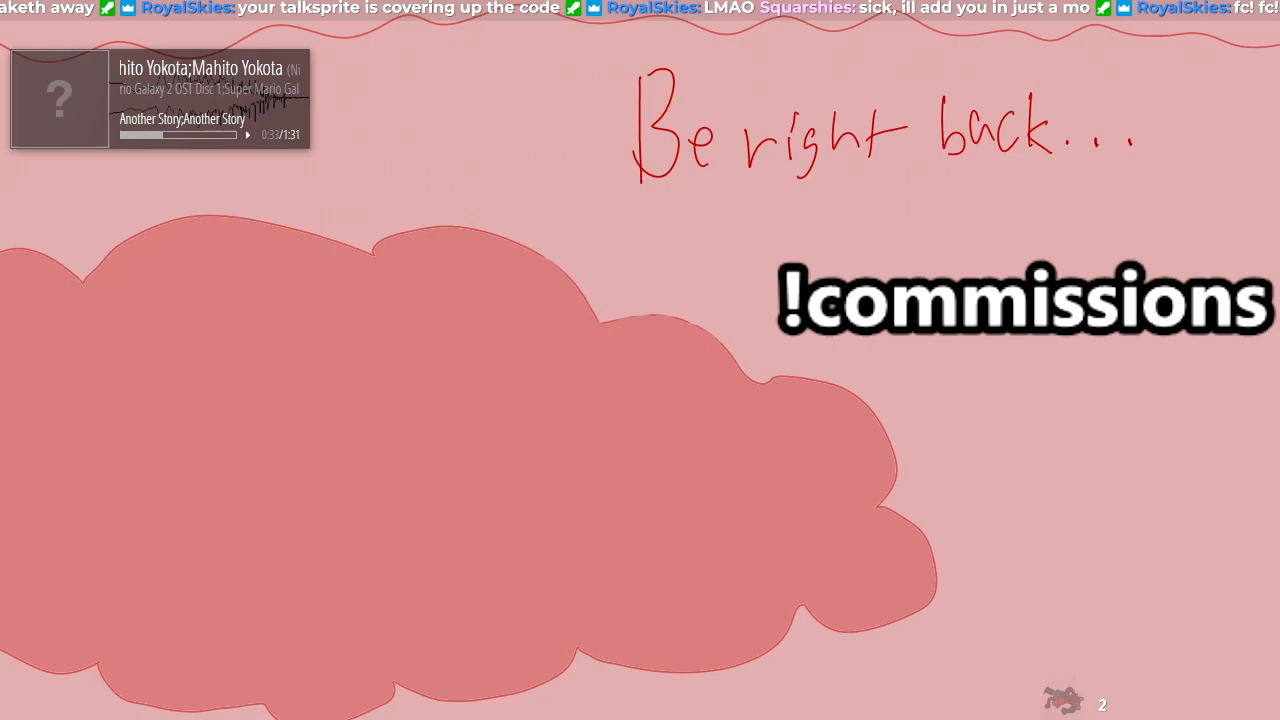 aketh away RoyalSkies: your talksprite is covering up the code RoyalSkies: LMAO Squarshies: sick, ill add you in just a mo RoyalSkies: fc! fc!
hito Yokota;Mahito Yokota (Ni
rio Galaxy 2 OST Disc 1;Super Mario Gal
Another Story;Another Story
0:33/1:31
Be right back...
!commissions
2